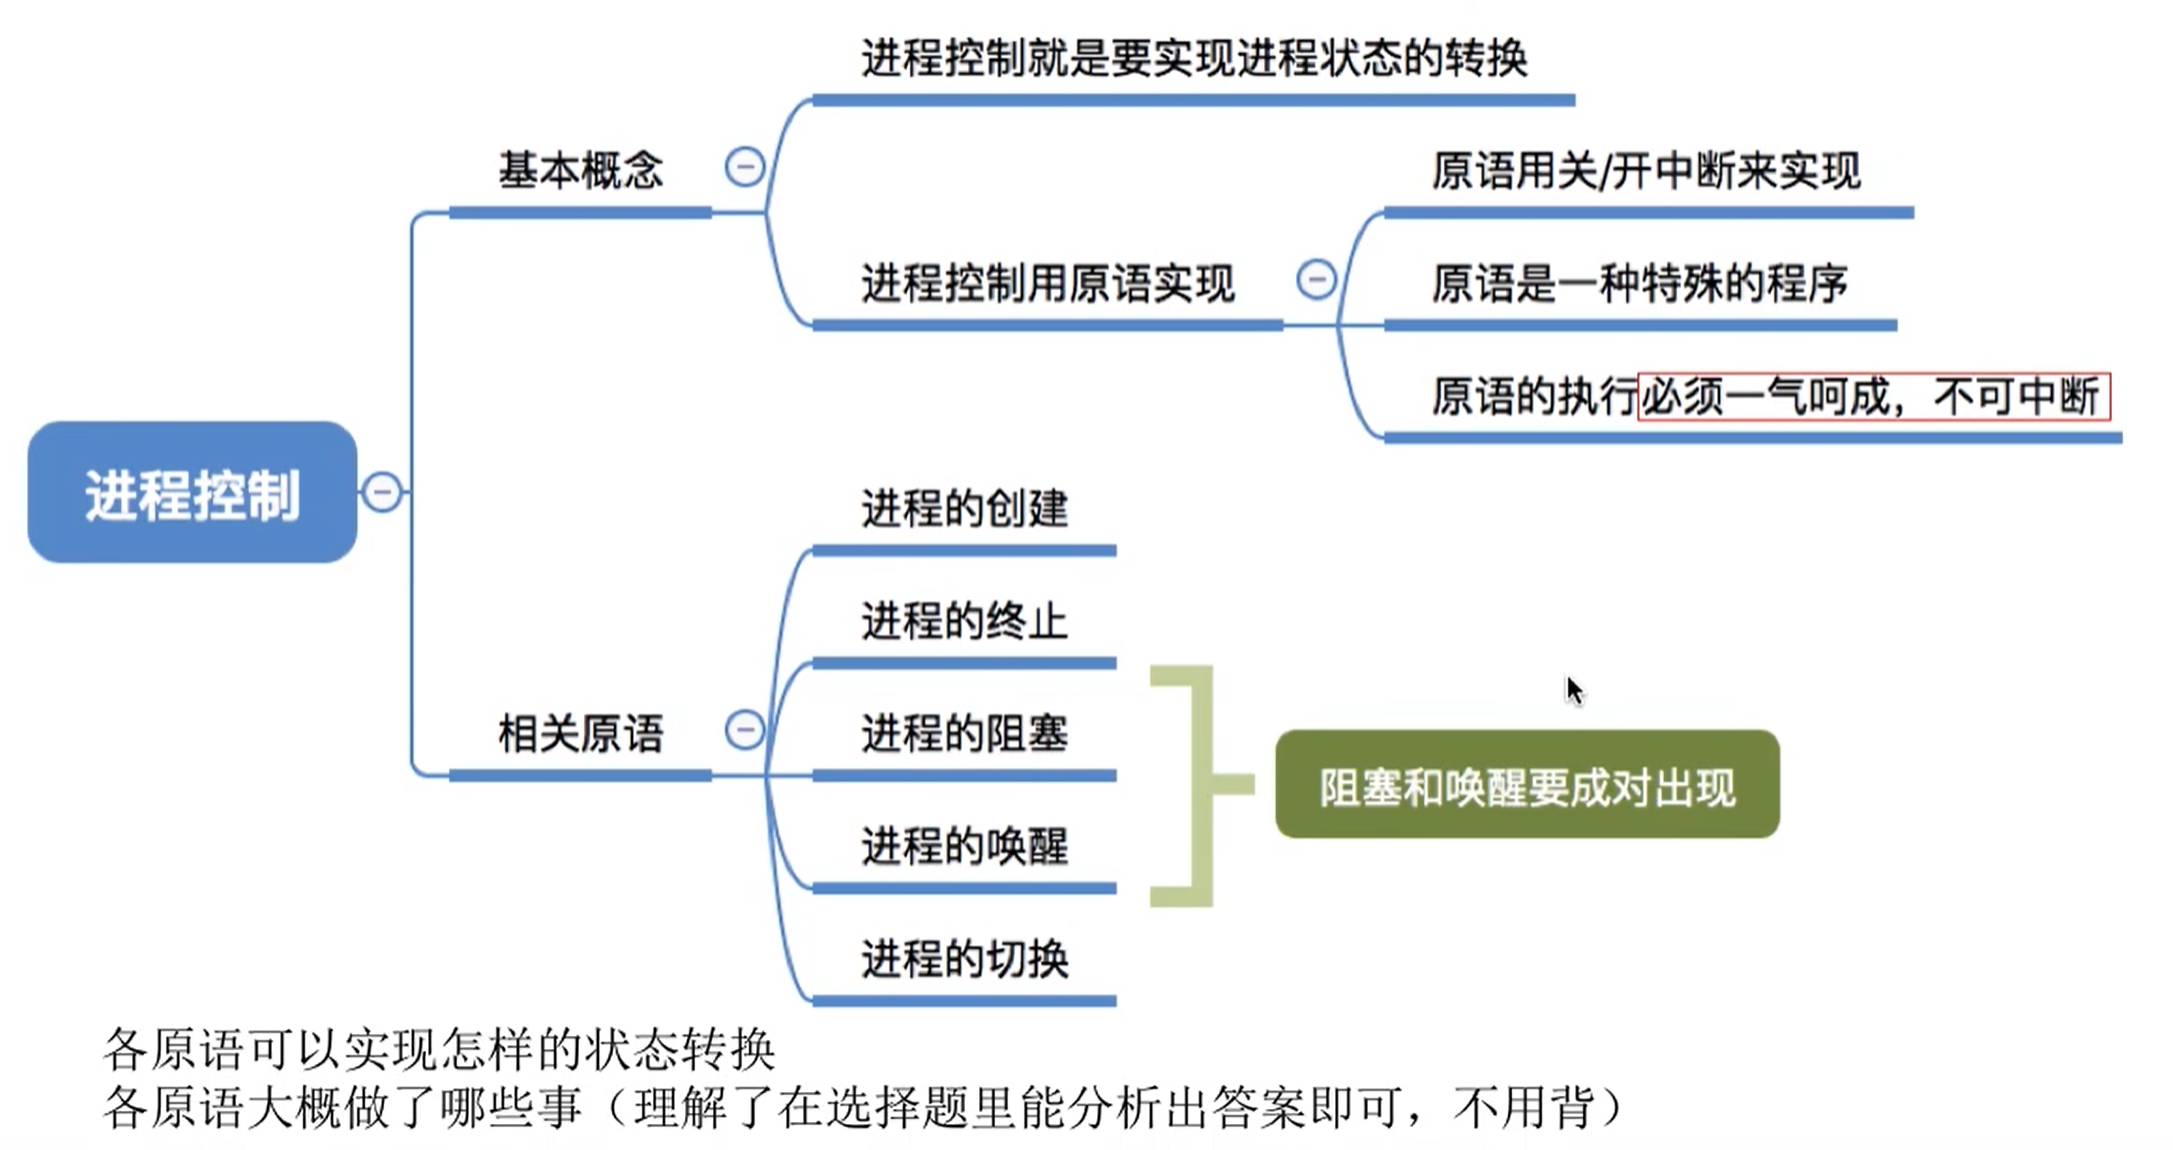 进程控制
基本概念
进程控制就是要实现进程状态的转换
进程控制用原语实现
原语用关/开中断来实现
原语是一种特殊的程序
原语的执行必须一气呵成，不可中断
相关原语
进程的创建
进程的终止
进程的阻塞
进程的唤醒
进程的切换
阻塞和唤醒要成对出现
各原语可以实现怎样的状态转换
各原语大概做了哪些事（理解了在选择题里能分析出答案即可，不用背）